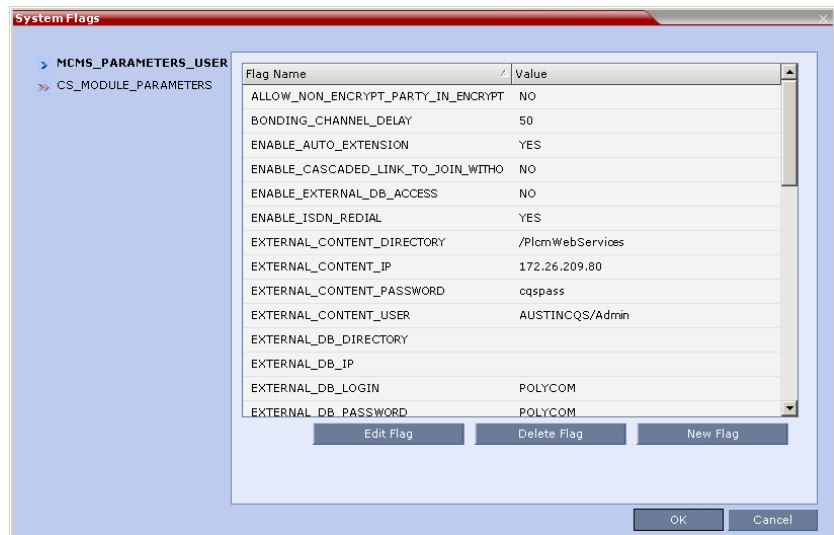 System Flags
MCMS_PARAMETERS_USER
CS_MODULE_PARAMETERS
Flag Name Value
ALLOW_NON_ENCRYPT_PARTY_IN_ENCRYPT NO
BONDING_CHANNEL_DELAY 50
ENABLE_AUTO_EXTENSION YES
ENABLE_CASCADED_LINK_TO_JOIN_WITHO NO
ENABLE_EXTERNAL_DB_ACCESS NO
ENABLE_ISDN_REDIAL YES
EXTERNAL_CONTENT_DIRECTORY /PlcmWebServices
EXTERNAL_CONTENT_IP 172.26.209.80
EXTERNAL_CONTENT_PASSWORD cqspass
EXTERNAL_CONTENT_USER AUSTINCQS/Admin
EXTERNAL_DB_DIRECTORY
EXTERNAL_DB_IP
EXTERNAL_DB_LOGIN POLYCOM
EXTERNAL_DB_PASSWORD POLYCOM
Edit Flag Delete Flag New Flag
OK Cancel